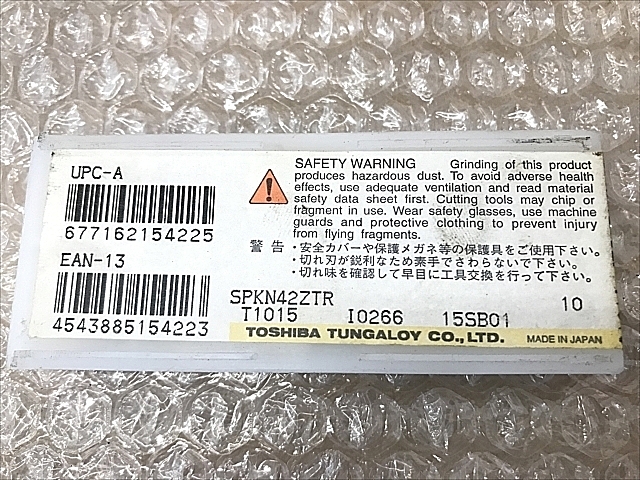 UPC-A
677162154225
EAN-13
4543885154223
SAFETY WARNING Grinding of this product
produces hazardous dust. To avoid adverse health
effects, use adequate ventilation and read material
safety data sheet first. Cutting tools may chip or
fragment in use. Wear safety glasses, use machine
guards and protective clothing to prevent injury
from flying fragments.
警 告 ・安全カバーや保護メガネ等の保護具をご使用下さい。
・切れ刃が鋭利なため素手でさわらないで下さい。
・切れ味を確認して早目に工具交換を行って下さい。
SPKN42ZTR 10
T1015 I0266 15SB01
TOSHIBA TUNGALOY CO., LTD. MADE IN JAPAN